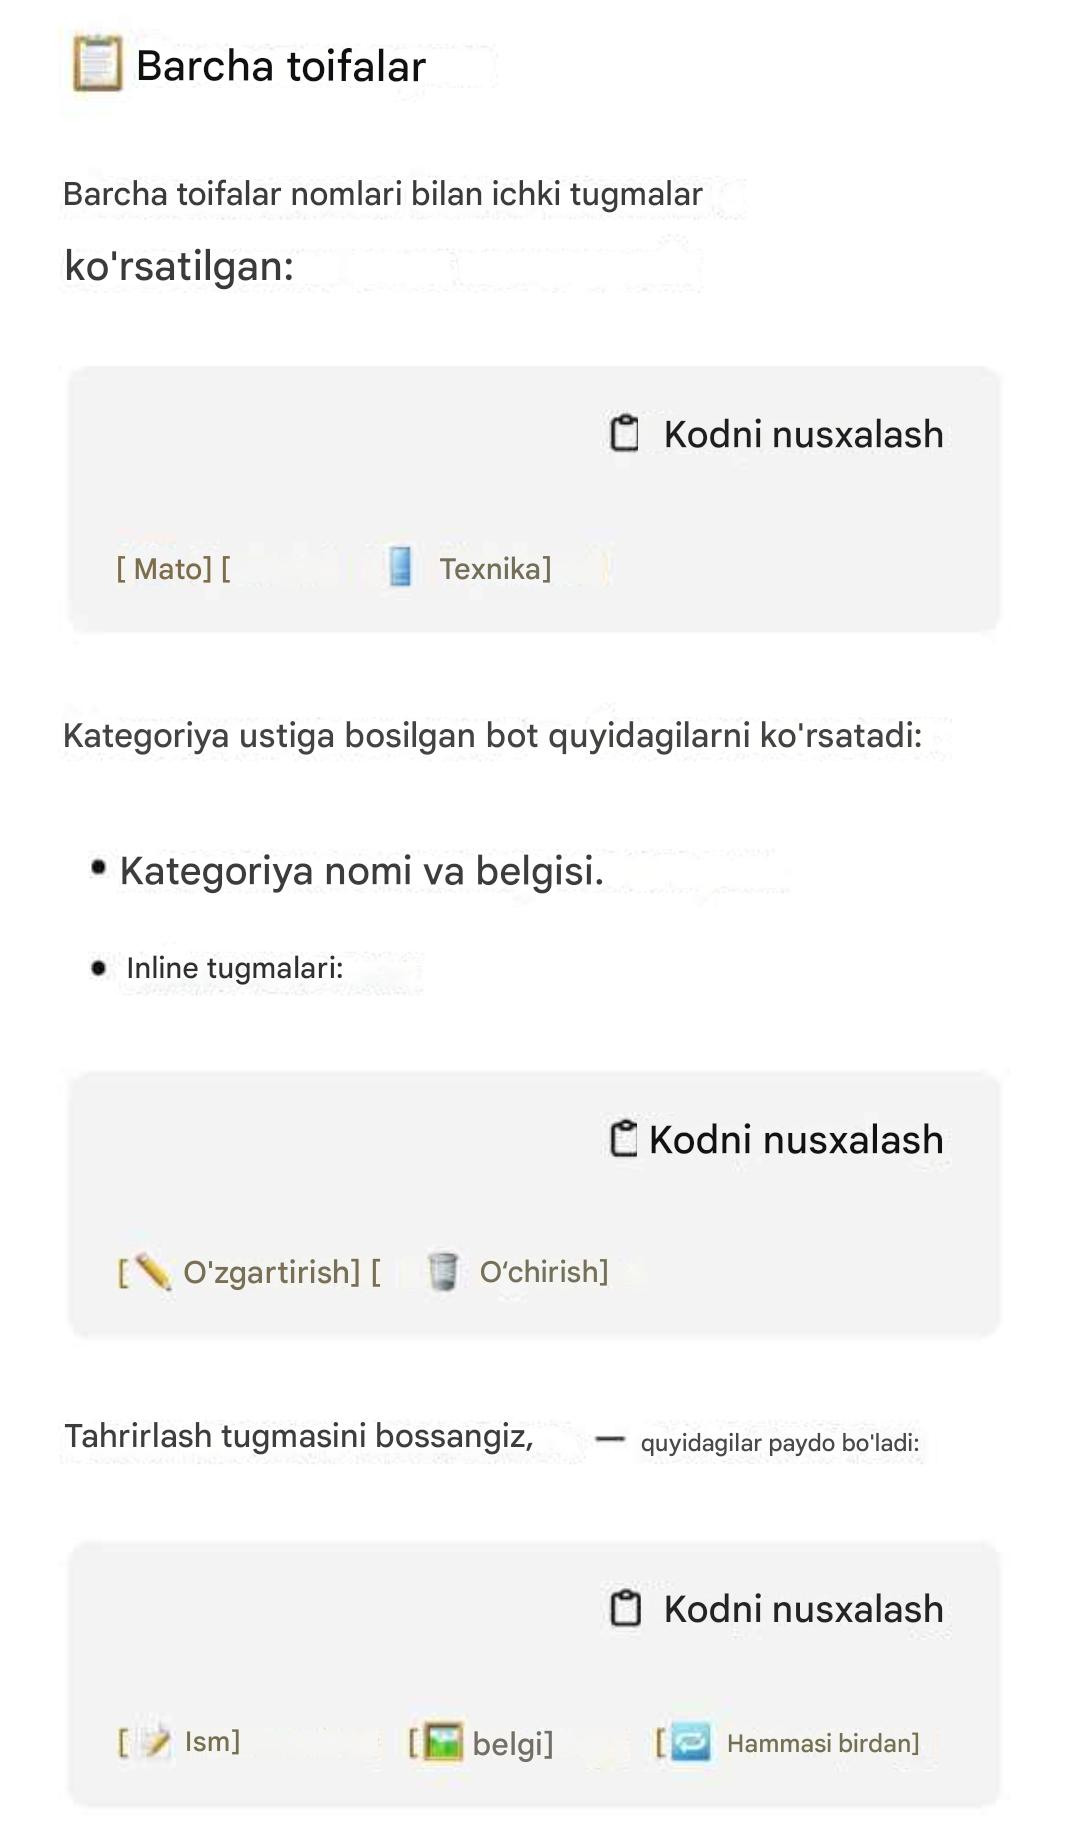 Barcha toifalar
Barcha toifalar nomlari bilan ichki tugmalar
ko'rsatilgan:
Kodni nusxalash
[ Mato] [ Texnika]
Kategoriya ustiga bosilgan bot quyidagilarni ko'rsatadi:
• Kategoriya nomi va belgisi.
• Inline tugmalari:
Kodni nusxalash
[ O'zgartirish] [ O‘chirish]
Tahrirlash tugmasini bossangiz, — quyidagilar paydo bo'ladi:
Kodni nusxalash
[ Ism] [ belgi] [ Hammasi birdan]